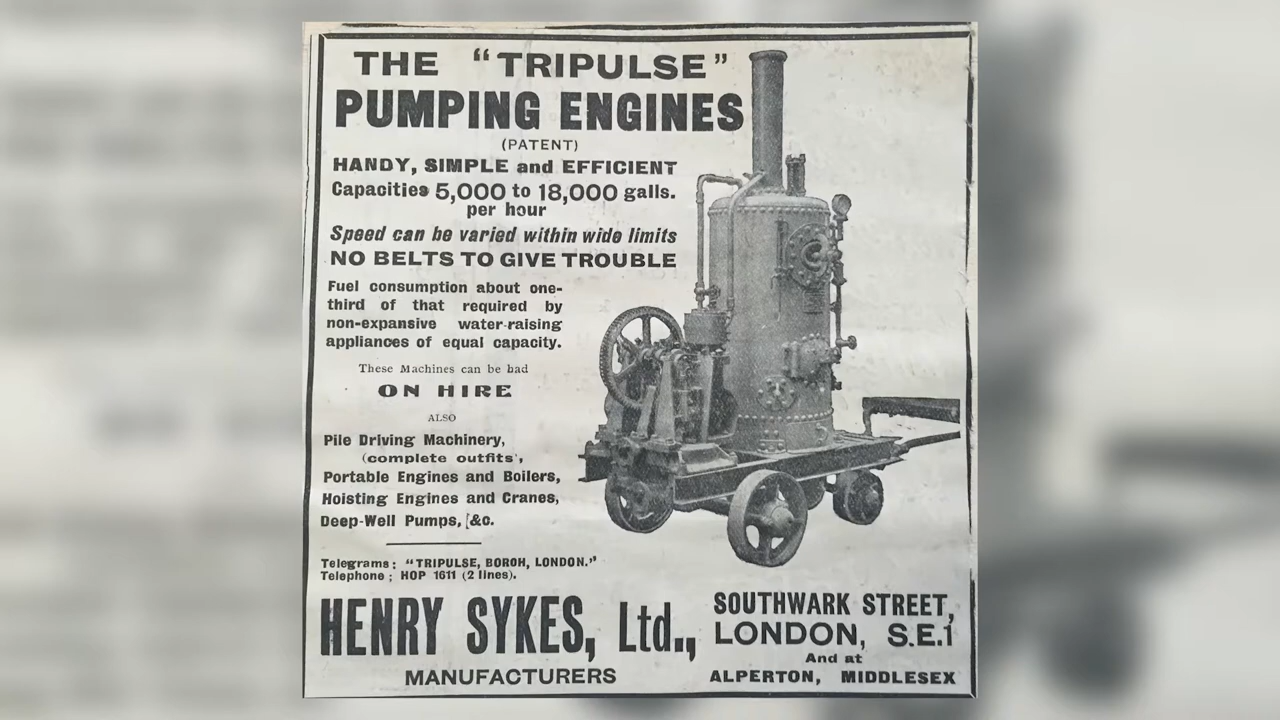 THE "TRIPULSE"
PUMPING ENGINES
(PATENT)
HANDY, SIMPLE and EFFICIENT
Capacities 5,000 to 18,000 galls.
per hour
Speed can be varied within wide limits
NO BELTS TO GIVE TROUBLE
Fuel consumption about one-
third of that required by
non-expansive water-raising
appliances of equal capacity.
These Machines can be had
ON HIRE
ALSO
Pile Driving Machinery,
(complete outfits',
Portable Engines and Boilers,
Hoisting Engines and Cranes,
Deep-Well Pumps, &c.
Telegrams: "TRIPULSE, BOROH, LONDON."
Telephone; HOP 1611 (2 lines).
HENRY SYKES, Ltd.,
MANUFACTURERS
SOUTHWARK STREET,
LONDON, S.E.1
And at
ALPERTON, MIDDLESEX